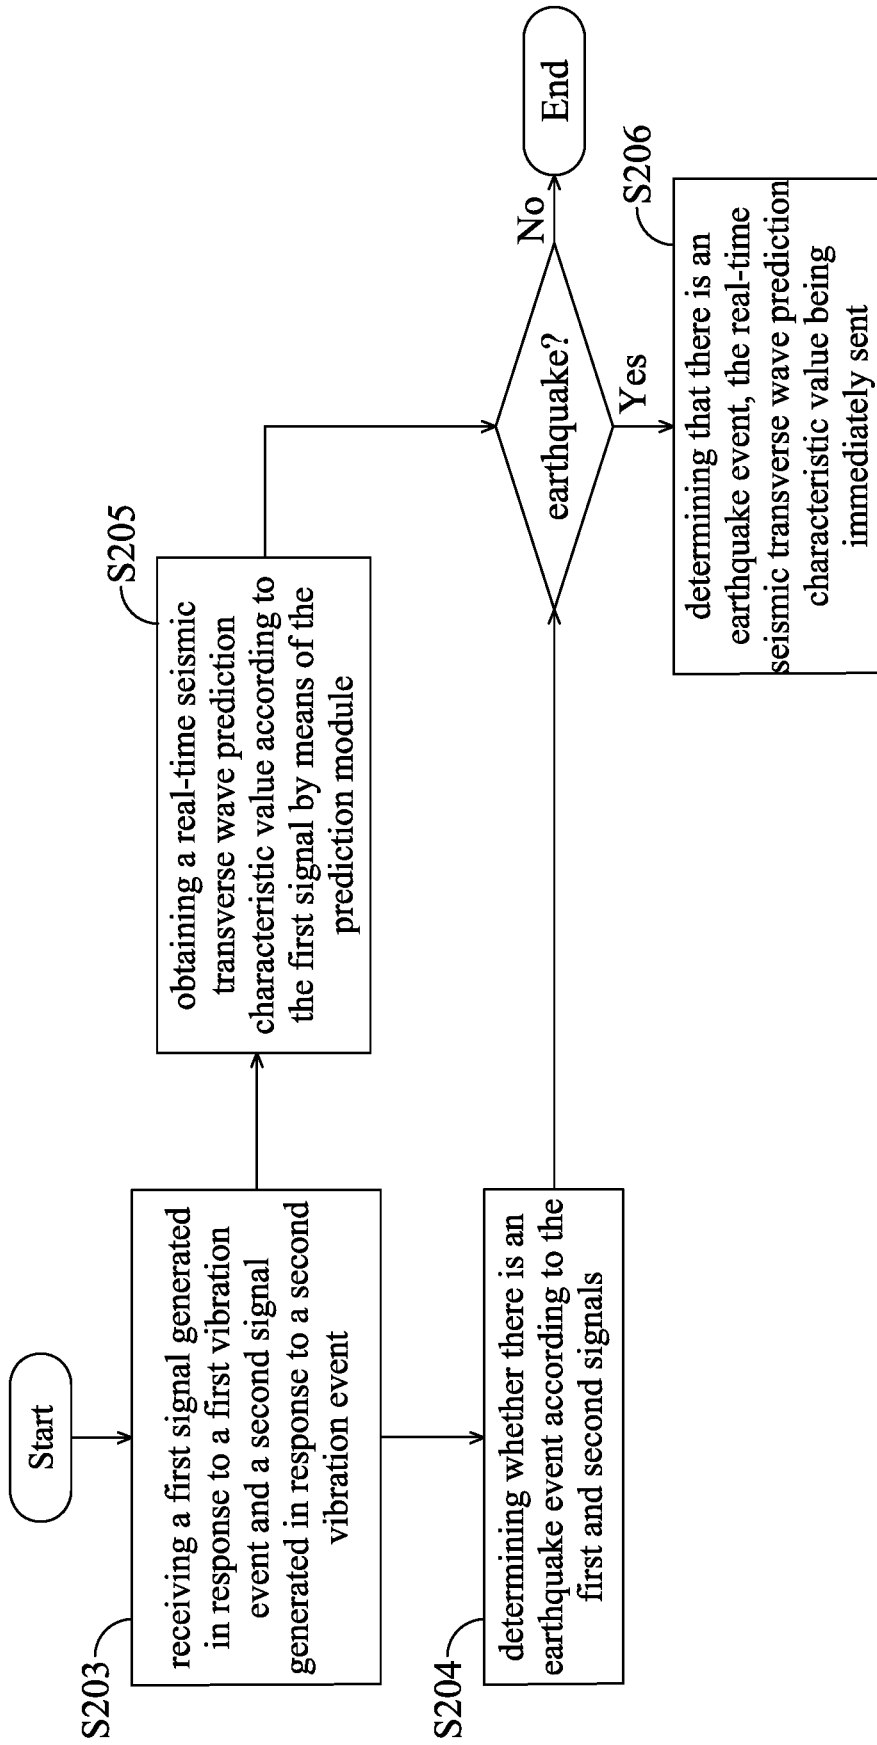 Start
S203
receiving a first signal generated
in response to a first vibration
event and a second signal
generated in response to a second
vibration event
S204
determining whether there is an
earthquake event according to the
first and second signals
S205
obtaining a real-time seismic
transverse wave prediction
characteristic value according to
the first signal by means of the
prediction module
earthquake?
No
End
Yes
S206
determining that there is an
earthquake event, the real-time
seismic transverse wave prediction
characteristic value being
immediately sent